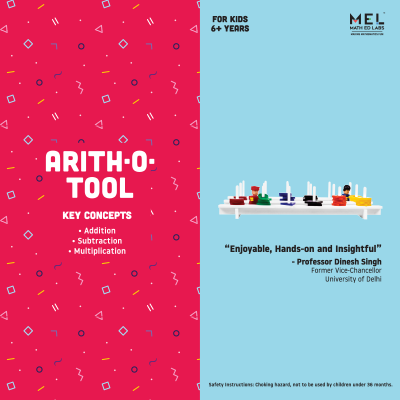 ARITH-O-
TOOL
KEY CONCEPTS
• Addition
• Subtraction
• Multiplication
FOR KIDS
6+ YEARS
MEL
MATH ED LABS
“Enjoyable, Hands-on and Insightful”
- Professor Dinesh Singh
Former Vice-Chancellor
University of Delhi
Safety Instructions: Choking hazard, not to be used by children under 36 months.